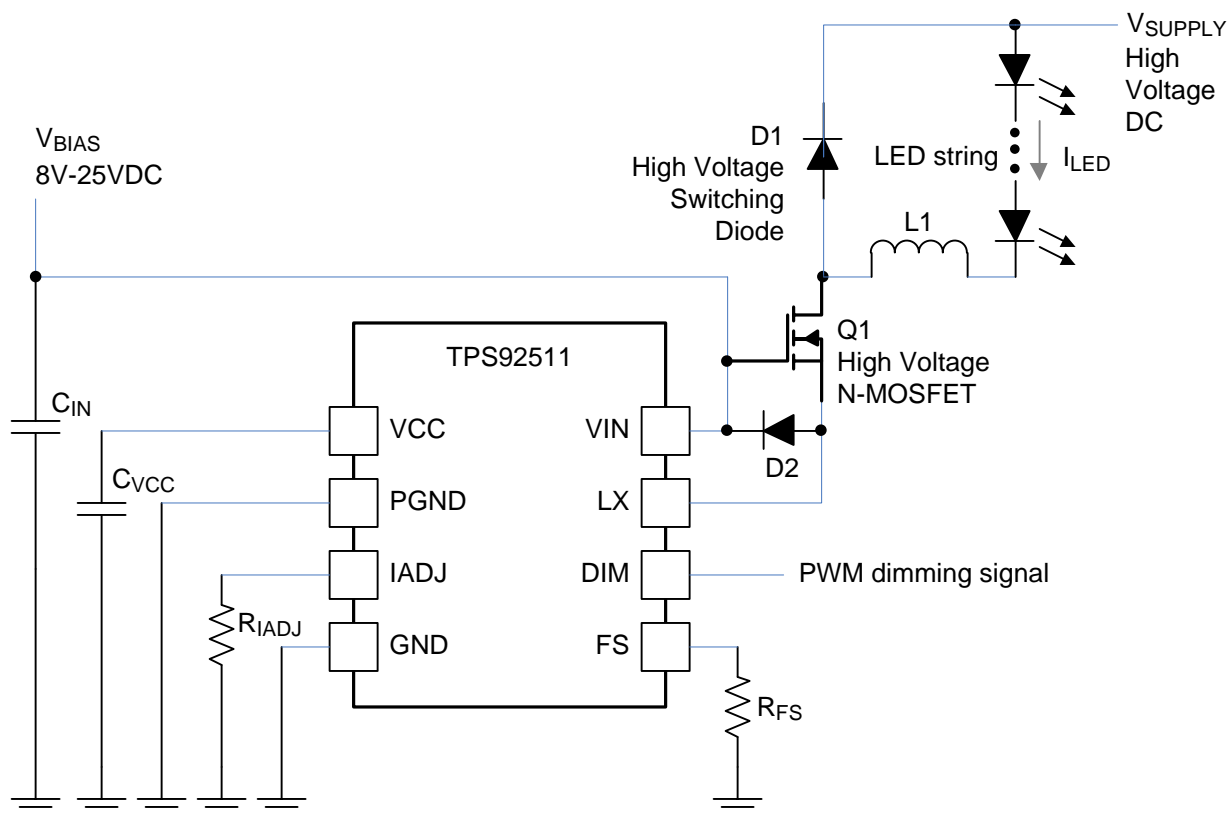 VSUPPLY
High
Voltage
DC
VBIAS
8V-25VDC
D1
High Voltage
Switching
Diode
LED string
ILED
L1
TPS92511
Q1
High Voltage
N-MOSFET
CIN
VCC
VIN
D2
CVCC
PGND
LX
IADJ
DIM
PWM dimming signal
RIADJ
GND
FS
RFS